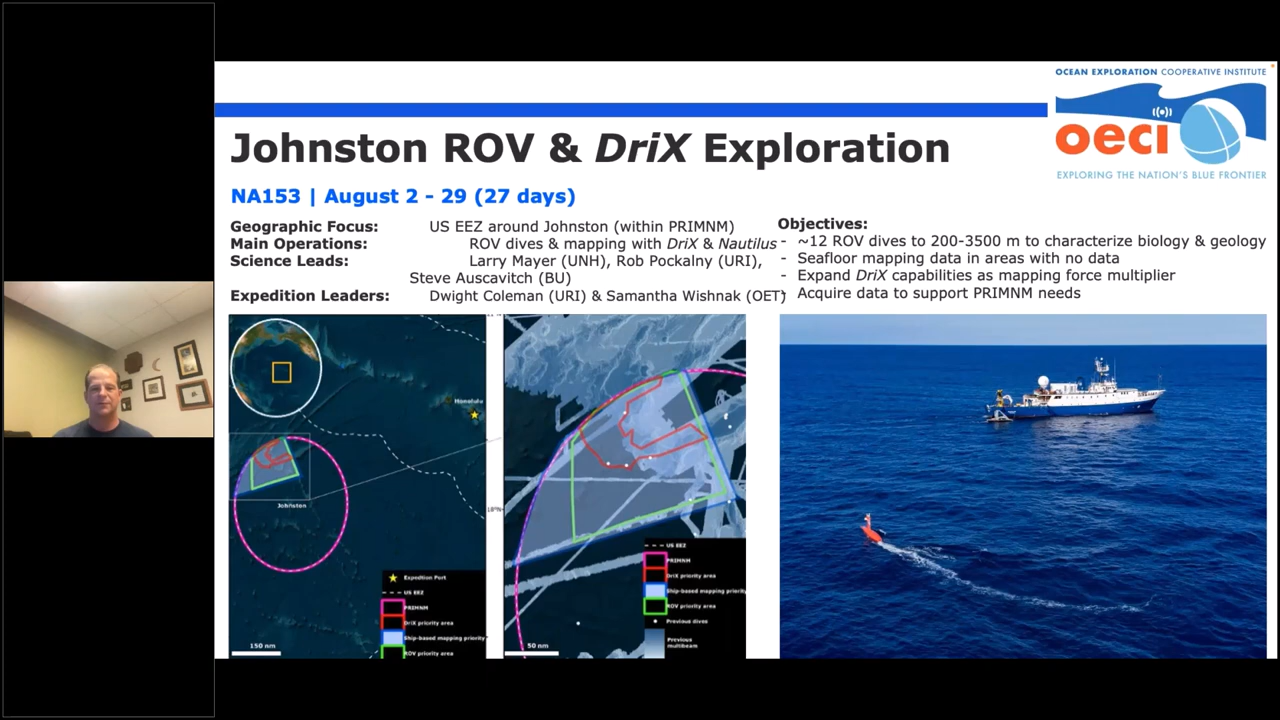 OCEAN EXPLORATION COOPERATIVE INSTITUTE
oeci
EXPLORING THE NATION'S BLUE FRONTIER
Johnston ROV & DriX Exploration
NA153 | August 2 - 29 (27 days)
Geographic Focus: US EEZ around Johnston (within PRIMNM)
Main Operations: ROV dives & mapping with DriX & Nautilus
Science Leads: Larry Mayer (UNH), Rob Pockalny (URI),
Steve Auscavitch (BU)
Expedition Leaders: Dwight Coleman (URI) & Samantha Wishnak (OET)
Objectives:
- ~12 ROV dives to 200-3500 m to characterize biology & geology
- Seafloor mapping data in areas with no data
- Expand DriX capabilities as mapping force multiplier
- Acquire data to support PRIMNM needs
Honolulu
Johnston
Expedition Port
US EEZ
PRIMNM
DriX priority area
Ship-based mapping priority
ROV priority area
150 nm
US EEZ
PRIMNM
DriX priority area
Ship-based mapping priority
ROV priority area
Previous dives
Previous
multibeam
50 nm